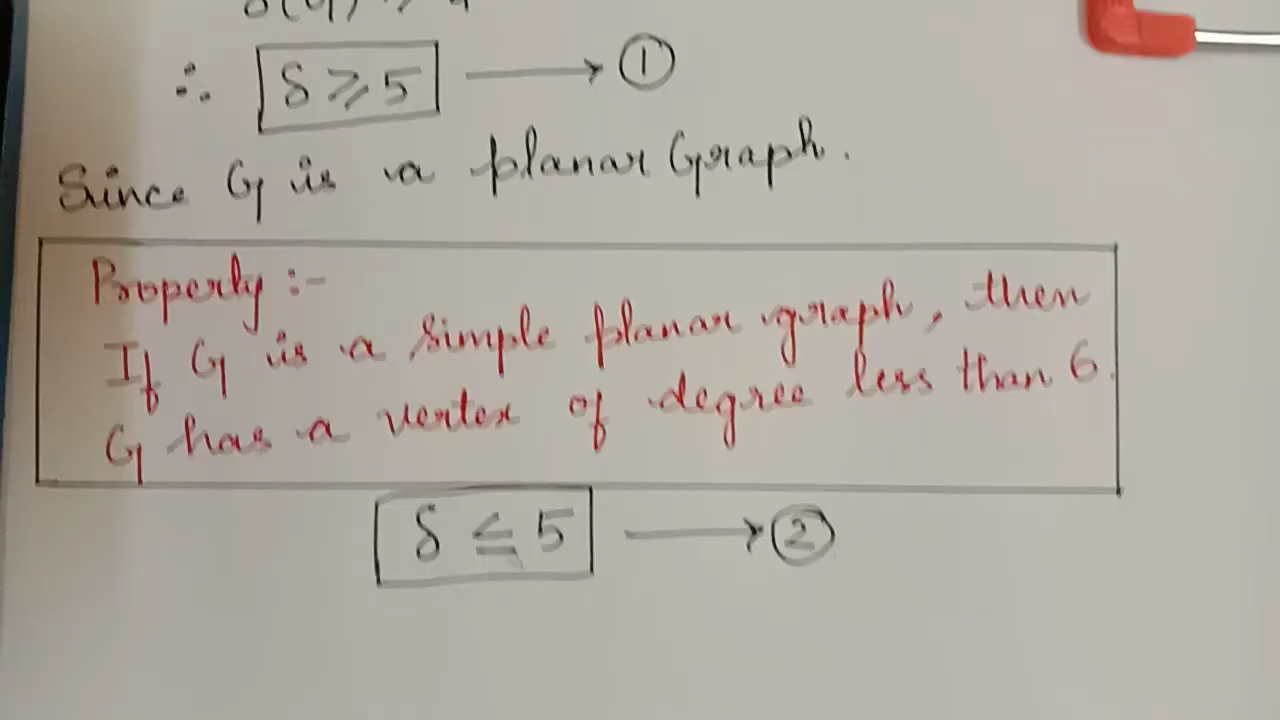 ∴ δ ⩾ 5 ⟶ ①
Since G is a planar Graph.
Property :-
If G is a simple planar graph, then
G has a vertex of degree less than 6.
δ ≤ 5 ⟶ ②